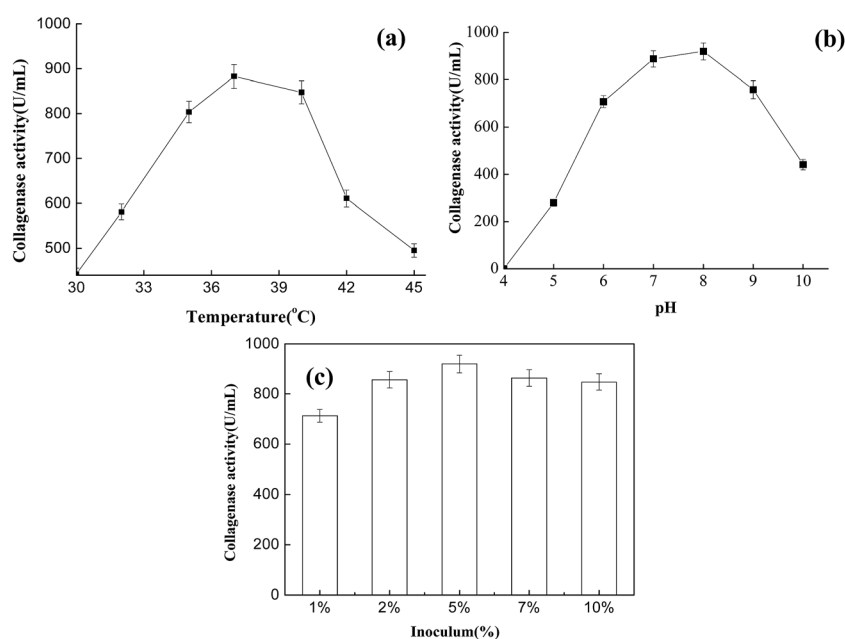 (a)
Collagenase activity(U/mL)
1000
900
800
700
600
500
30 33 36 39 42 45
Temperature(°C)
(b)
Collagenase activity(U/mL)
1000
800
600
400
200
0
4 5 6 7 8 9 10
pH
(c)
Collagenase activity(U/mL)
1000
800
600
400
200
0
1% 2% 5% 7% 10%
Inoculum(%)